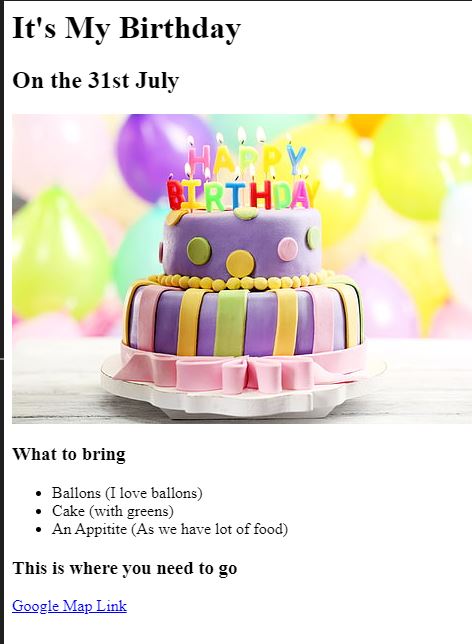 It's My Birthday
On the 31st July
HAPPY
BIRTHDAY
What to bring
Ballons (I love ballons)
Cake (with greens)
An Appitite (As we have lot of food)
This is where you need to go
Google Map Link